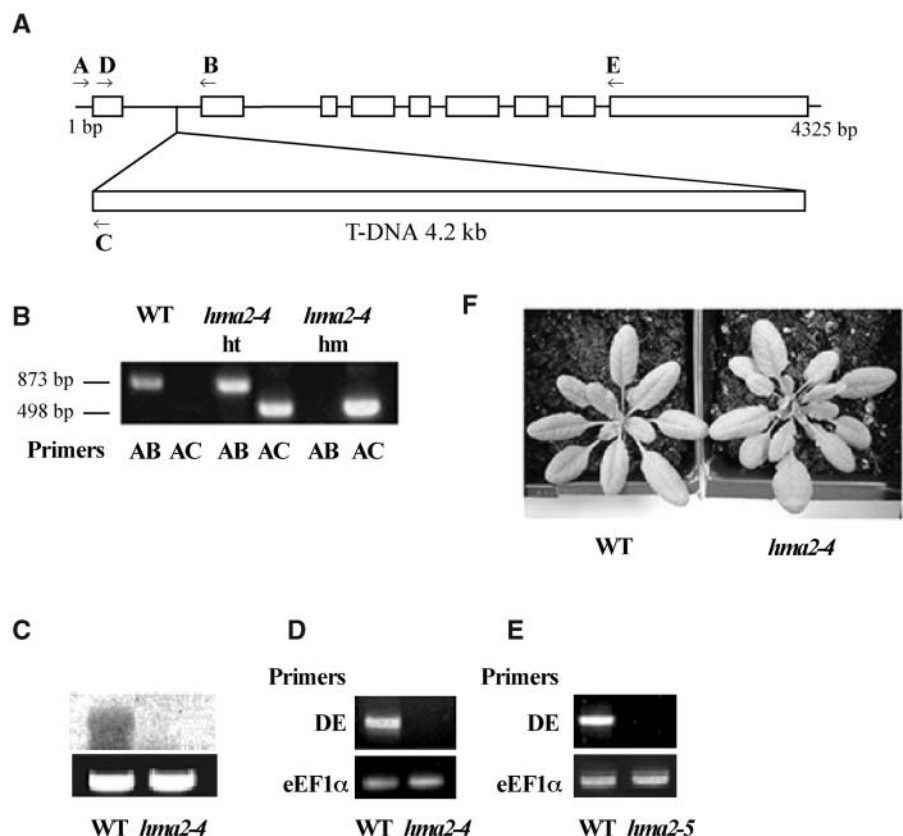 A
A D B E
1 bp 4325 bp
C
T-DNA 4.2 kb
B
WT hma2-4 hma2-4
ht hm
873 bp
498 bp
Primers AB AC AB AC AB AC
F
WT hma2-4
C
WT hma2-4
D
Primers
DE
eEF1α
WT hma2-4
E
Primers
DE
eEF1α
WT hma2-5